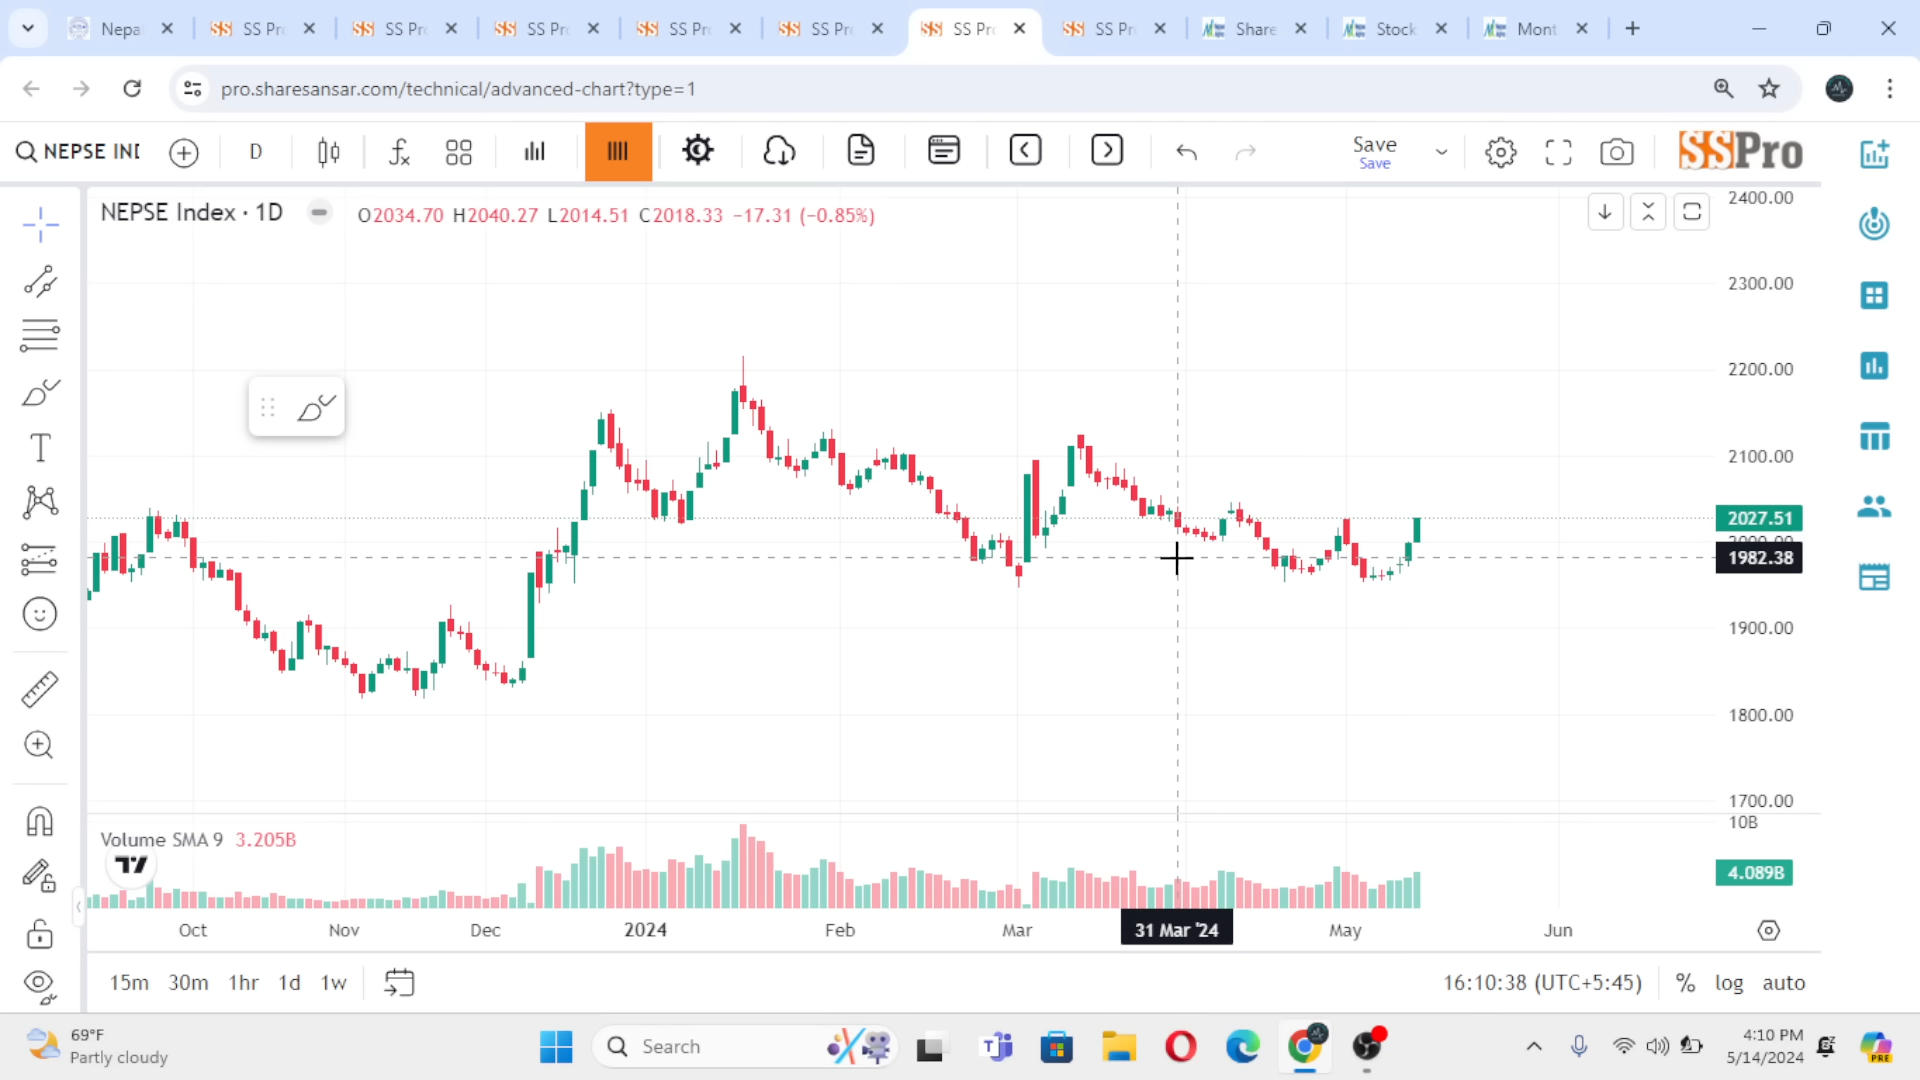 Nepa
SS Pr
SS Pr
SS Pr
SS Pr
SS Pr
SS Pr
SS Pr
Share
Stock
Mont
pro.sharesansar.com/technical/advanced-chart?type=1
NEPSE INI
D
Save
Save
SSPro
NEPSE Index · 1D
O2034.70 H2040.27 L2014.51 C2018.33 −17.31 (−0.85%)
2400.00
2300.00
2200.00
2100.00
2027.51
2000.00
1982.38
1900.00
1800.00
1700.00
10B
Volume SMA 9 3.205B
4.089B
Oct
Nov
Dec
2024
Feb
Mar
31 Mar '24
May
Jun
15m 30m 1hr 1d 1w
16:10:38 (UTC+5:45)
% log auto
69°F
Partly cloudy
Search
4:10 PM
5/14/2024
PRE